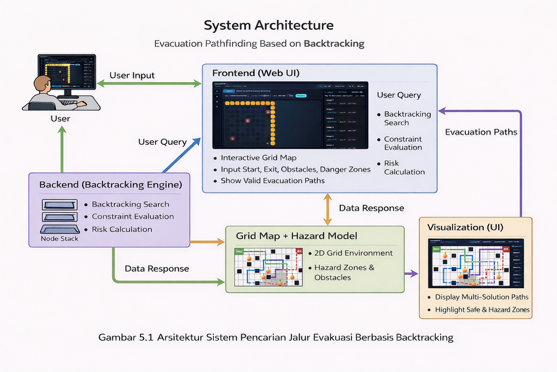 System Architecture
Evacuation Pathfinding Based on Backtracking
User Input
User
User Query
Frontend (Web UI)
• Interactive Grid Map
• Input Start, Exit, Obstacles, Danger Zones
• Show Valid Evacuation Paths
User Query
• Backtracking
Search
• Constraint
Evaluation
• Risk
Calculation
Evacuation Paths
Backend (Backtracking Engine)
• Backtracking Search
• Constraint Evaluation
• Risk Calculation
Node Stack
Data Response
Data Response
Grid Map + Hazard Model
• 2D Grid Environment
• Hazard Zones &
Obstacles
Visualization (UI)
• Display Multi-Solution Paths
• Highlight Safe & Hazard Zones
Gambar 5.1 Arsitektur Sistem Pencarian Jalur Evakuasi Berbasis Backtracking